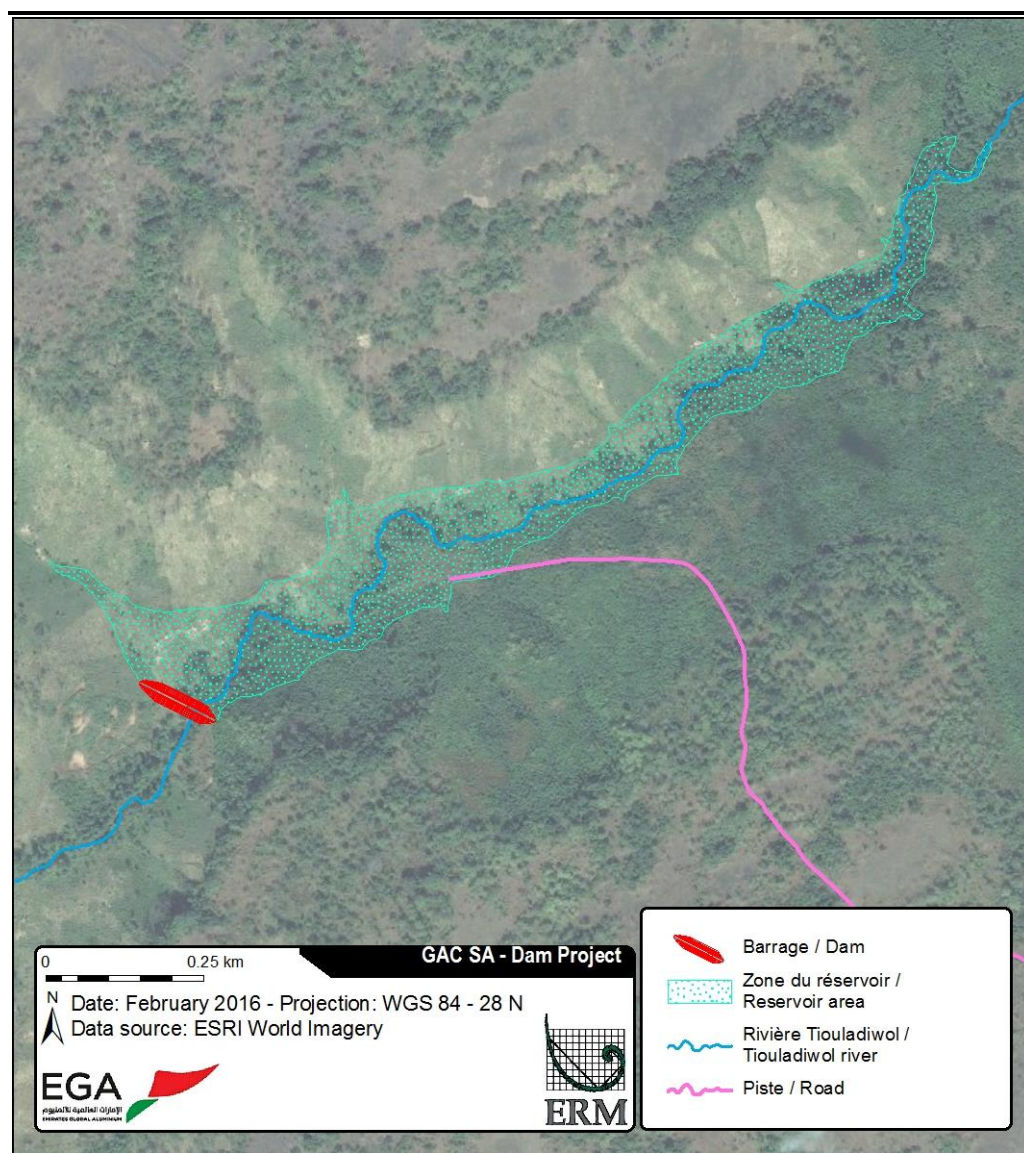 GAC SA - Dam Project
0 0.25 km
N
Date: February 2016 - Projection: WGS 84 - 28 N
Data source: ESRI World Imagery
EGA
الإمارات العالمية للألمنيوم
EMIRATES GLOBAL ALUMINIUM
ERM
Barrage / Dam
Zone du réservoir /
Reservoir area
Rivière Tiouladiwol /
Tiouladiwol river
Piste / Road